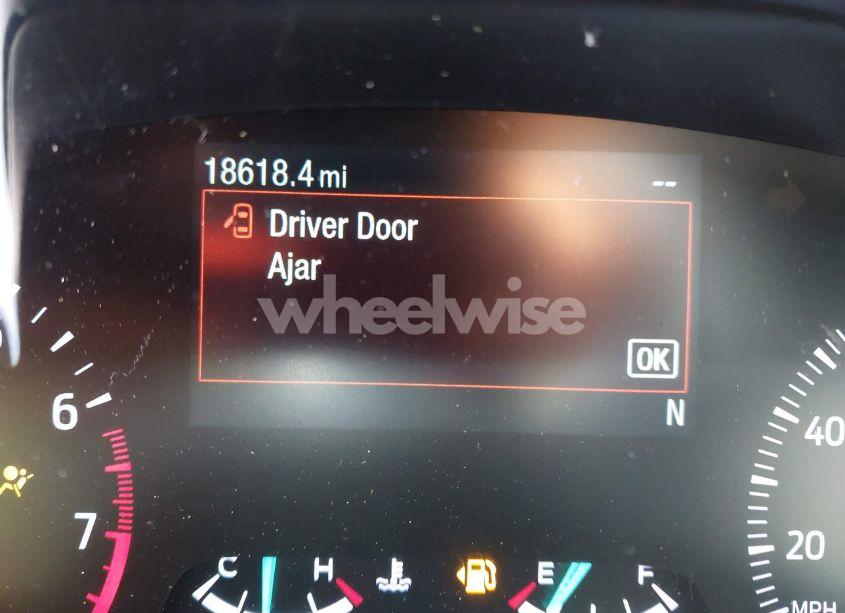 18618.4 mi --
Driver Door
Ajar
wheelwise
OK
N
6
7
40
20
MPH
C H E F